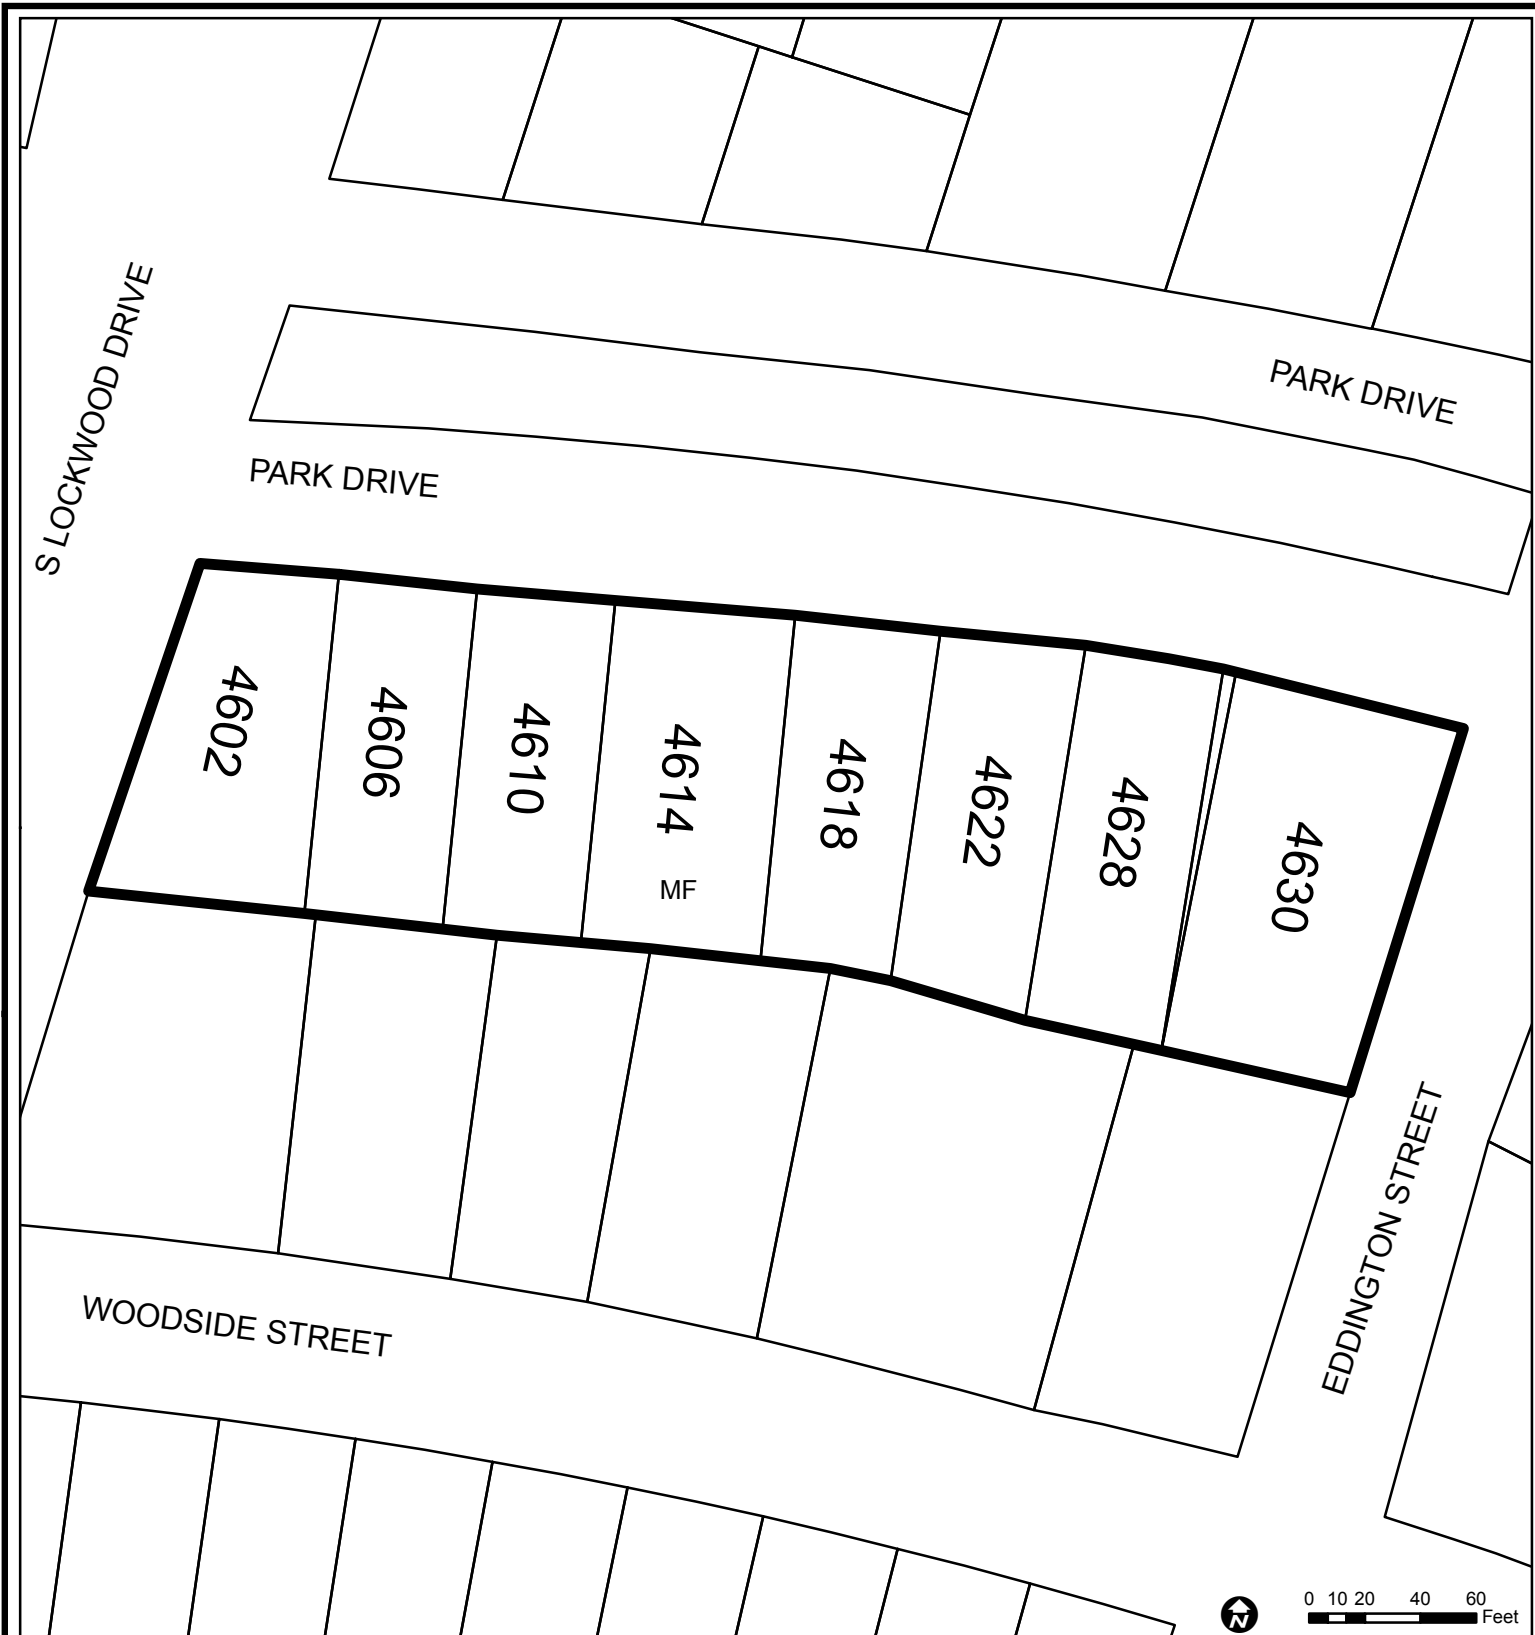 S LOCKWOOD DRIVE
PARK DRIVE
PARK DRIVE
4602
4606
4610
4614
MF
4618
4622
4628
4630
EDDINGTON STREET
WOODSIDE STREET
N
0 10 20 40 60
Feet